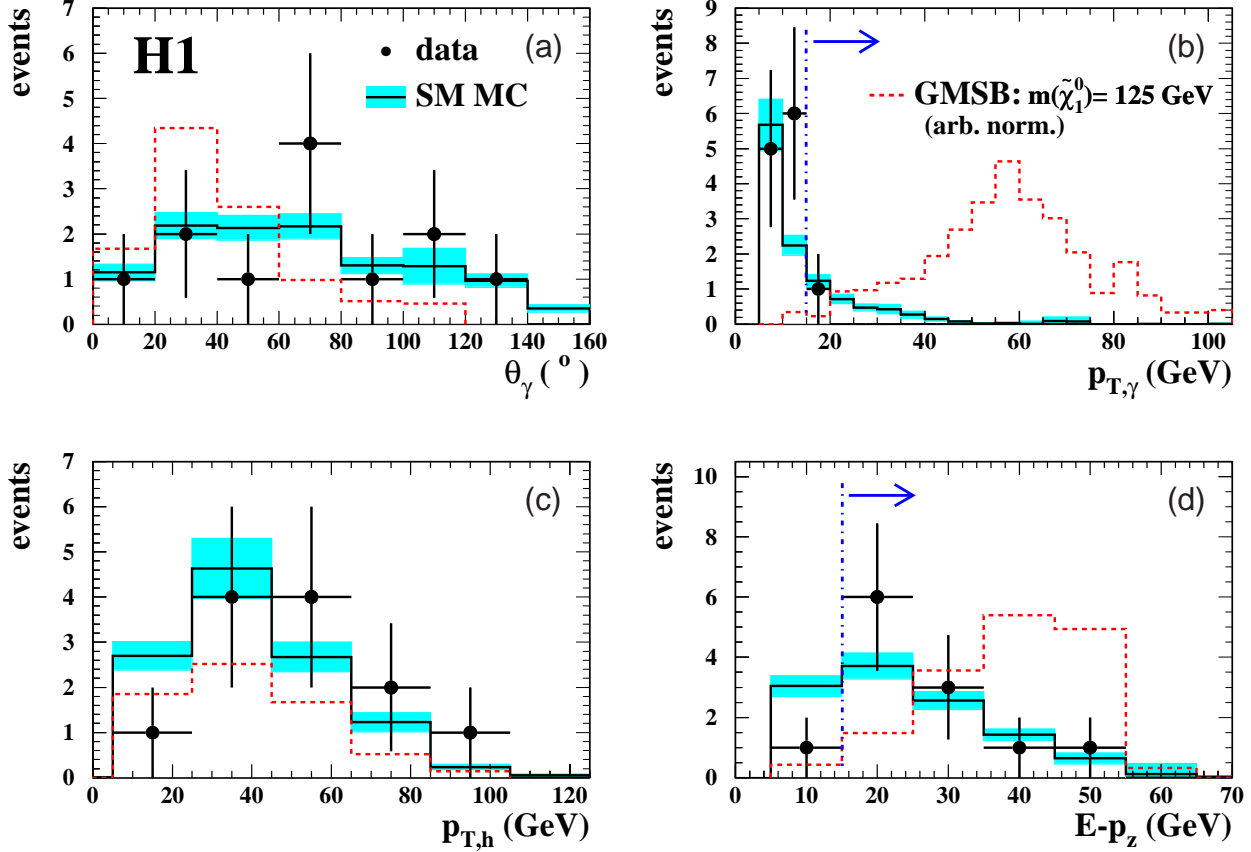 events
7
6
5
4
3
2
1
0
H1
data
SM MC
(a)
0 20 40 60 80 100 120 140 160
θγ ( o )
events
9
8
7
6
5
4
3
2
1
0
(b)
GMSB: m(χ̃⁰₁)= 125 GeV
(arb. norm.)
0 20 40 60 80 100
pT,γ (GeV)
events
7
6
5
4
3
2
1
0
(c)
0 20 40 60 80 100 120
pT,h (GeV)
events
10
8
6
4
2
0
(d)
0 10 20 30 40 50 60 70
E-pz (GeV)